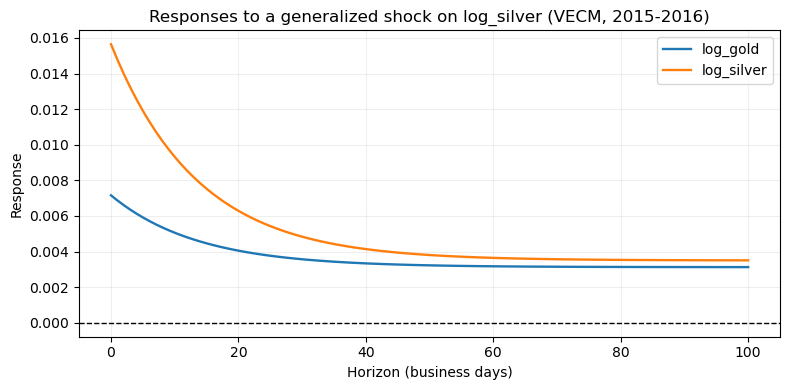 Responses to a generalized shock on log_silver (VECM, 2015-2016)
log_gold
log_silver
Response
0.016
0.014
0.012
0.010
0.008
0.006
0.004
0.002
0.000
0 20 40 60 80 100
Horizon (business days)